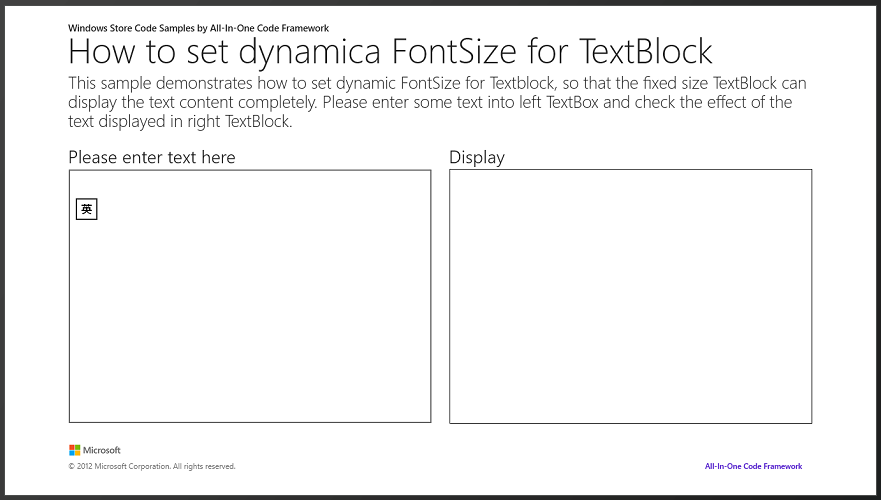 Windows Store Code Samples by All-In-One Code Framework
How to set dynamica FontSize for TextBlock
This sample demonstrates how to set dynamic FontSize for Textblock, so that the fixed size TextBlock can
display the text content completely. Please enter some text into left TextBox and check the effect of the
text displayed in right TextBlock.
Please enter text here
Display
英
Microsoft
© 2012 Microsoft Corporation. All rights reserved.
All-In-One Code Framework